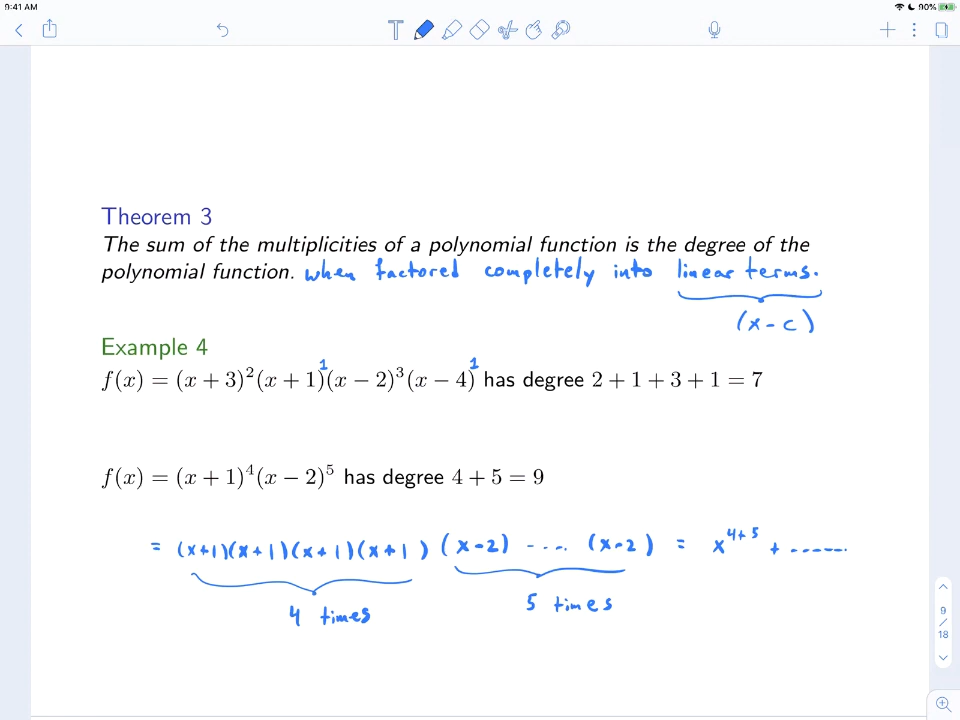 9:41 AM
90%
T
Theorem 3
The sum of the multiplicities of a polynomial function is the degree of the
polynomial function. when factored completely into linear terms.
(x - c)
Example 4
1 1
f(x) = (x + 3)²(x + 1)(x − 2)³(x − 4) has degree 2 + 1 + 3 + 1 = 7
f(x) = (x + 1)⁴(x − 2)⁵ has degree 4 + 5 = 9
= (x+1)(x+1)(x+1)(x+1) (x-2) - ... (x-2) = x⁴⁺⁵ + ......
4 times 5 times
9
/
18